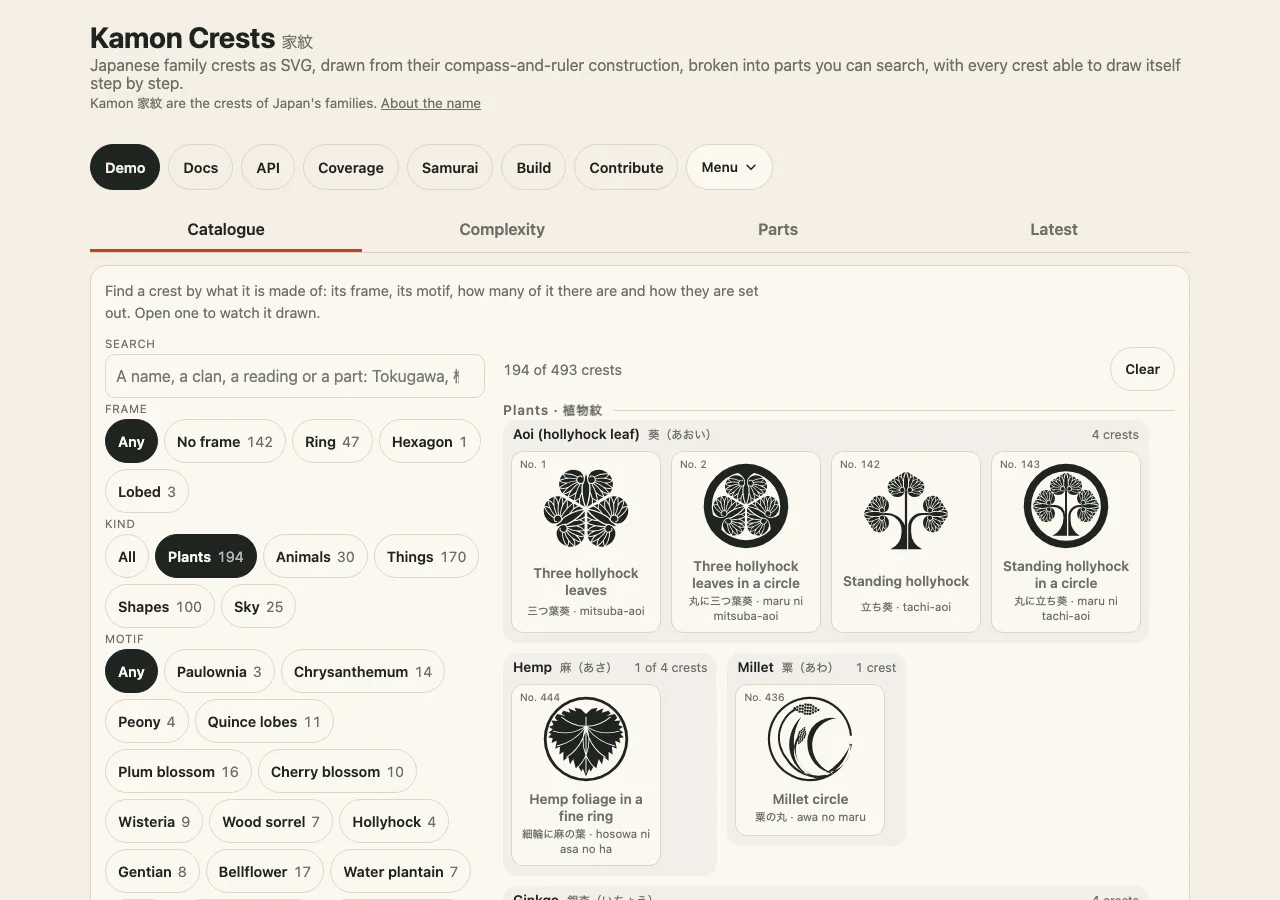 Kamon Crests 家紋
Japanese family crests as SVG, drawn from their compass-and-ruler construction, broken into parts you can search, with every crest able to draw itself
step by step.
Kamon 家紋 are the crests of Japan's families. About the name
Demo Docs API Coverage Samurai Build Contribute Menu
Catalogue Complexity Parts Latest
Find a crest by what it is made of: its frame, its motif, how many of it there are and how they are set
out. Open one to watch it drawn.
SEARCH
A name, a clan, a reading or a part: Tokugawa,
FRAME
Any No frame 142 Ring 47 Hexagon 1
Lobed 3
KIND
All Plants 194 Animals 30 Things 170
Shapes 100 Sky 25
MOTIF
Any Paulownia 3 Chrysanthemum 14
Peony 4 Quince lobes 11
Plum blossom 16 Cherry blossom 10
Wisteria 9 Wood sorrel 7 Hollyhock 4
Gentian 8 Bellflower 17 Water plantain 7
194 of 493 crests Clear
Plants · 植物紋
Aoi (hollyhock leaf) 葵（あおい） 4 crests
No. 1
Three hollyhock
leaves
三つ葉葵 · mitsuba-aoi
No. 2
Three hollyhock
leaves in a circle
丸に三つ葉葵 · maru ni
mitsuba-aoi
No. 142
Standing hollyhock
立ち葵 · tachi-aoi
No. 143
Standing hollyhock
in a circle
丸に立ち葵 · maru ni
tachi-aoi
Hemp 麻（あさ） 1 of 4 crests
No. 444
Hemp foliage in a
fine ring
細輪に麻の葉 · hosowa ni
asa no ha
Millet 粟（あわ） 1 crest
No. 436
Millet circle
粟の丸 · awa no maru
Ginkgo 銀杏（いちょう） 4 crests